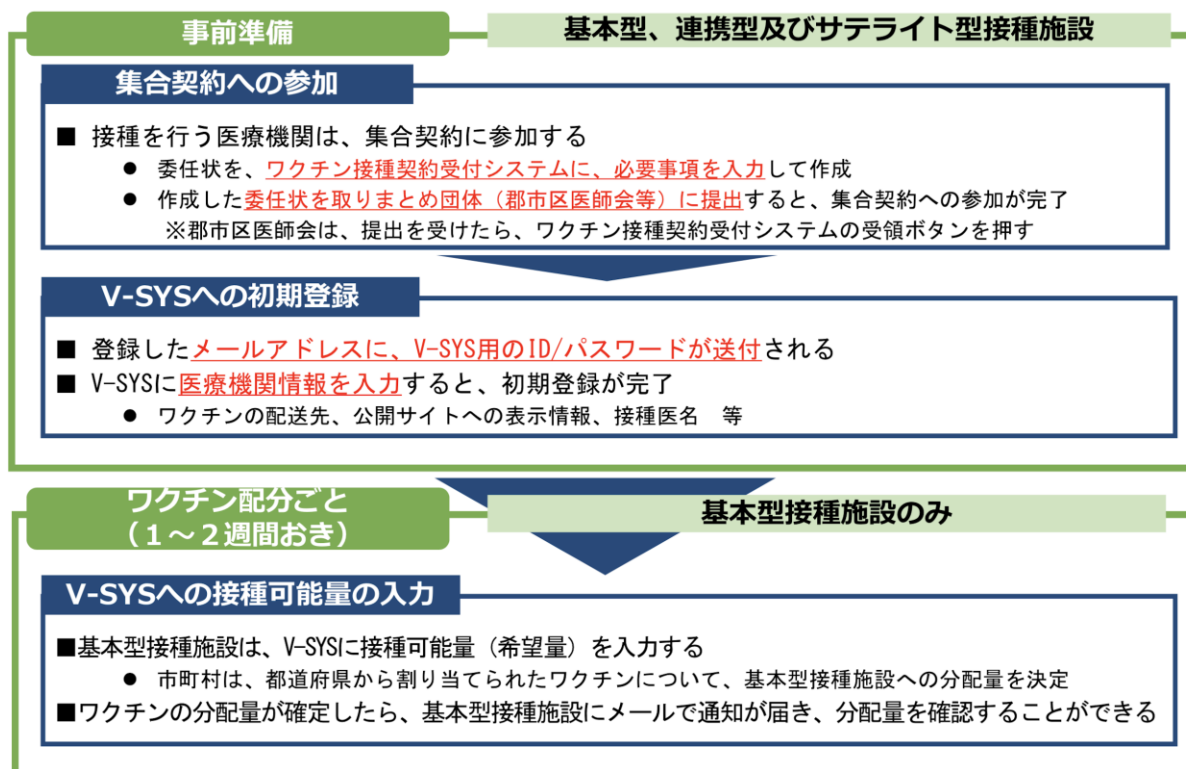 事前準備
基本型、連携型及びサテライト型接種施設
集合契約への参加
■ 接種を行う医療機関は、集合契約に参加する
● 委任状を、ワクチン接種契約受付システムに、必要事項を入力して作成
● 作成した委任状を取りまとめ団体（郡市区医師会等）に提出すると、集合契約への参加が完了
※郡市区医師会は、提出を受けたら、ワクチン接種契約受付システムの受領ボタンを押す
V-SYSへの初期登録
■ 登録したメールアドレスに、V-SYS用のID/パスワードが送付される
■ V-SYSに医療機関情報を入力すると、初期登録が完了
● ワクチンの配送先、公開サイトへの表示情報、接種医名　等
ワクチン配分ごと
（１～２週間おき）
基本型接種施設のみ
V-SYSへの接種可能量の入力
■基本型接種施設は、V-SYSに接種可能量（希望量）を入力する
● 市町村は、都道府県から割り当てられたワクチンについて、基本型接種施設への分配量を決定
■ワクチンの分配量が確定したら、基本型接種施設にメールで通知が届き、分配量を確認することができる